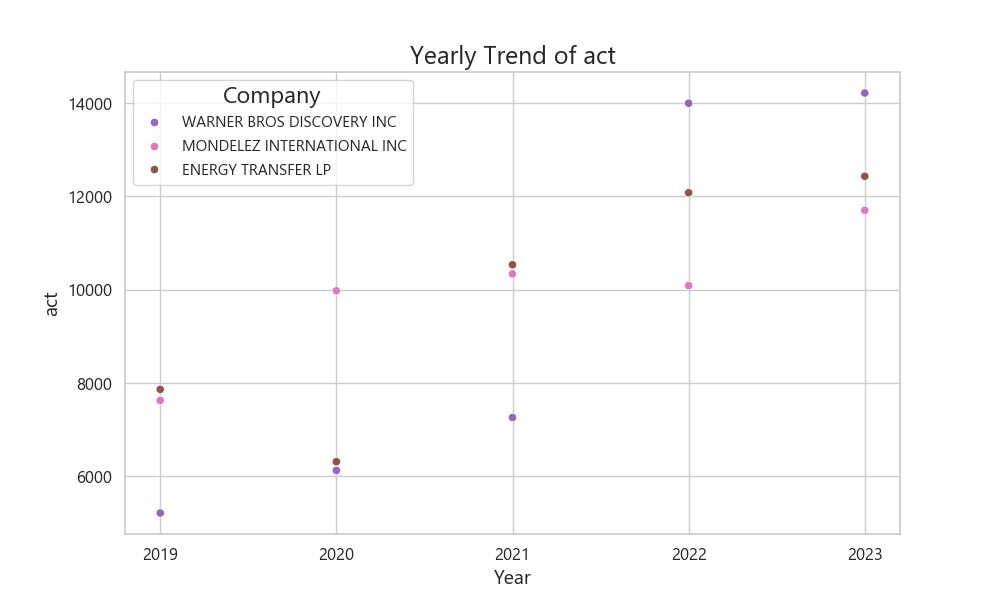 Yearly Trend of act
Company
WARNER BROS DISCOVERY INC
MONDELEZ INTERNATIONAL INC
ENERGY TRANSFER LP
14000
12000
10000
8000
6000
act
2019
2020
2021
2022
2023
Year